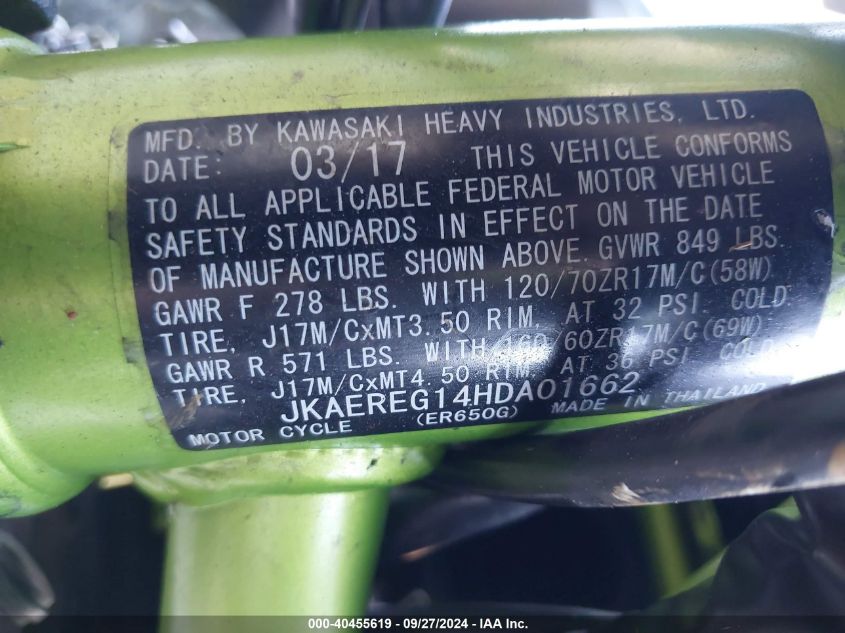 MFD. BY KAWASAKI HEAVY INDUSTRIES, LTD.
DATE: 03/17 THIS VEHICLE CONFORMS
TO ALL APPLICABLE FEDERAL MOTOR VEHICLE
SAFETY STANDARDS IN EFFECT ON THE DATE
OF MANUFACTURE SHOWN ABOVE. GVWR 849 LBS.
GAWR F 278 LBS. WITH 120/70ZR17M/C(58W)
TIRE, J17M/CxMT3.50 RIM, AT 32 PSI. COLD
GAWR R 571 LBS. WITH 160/60ZR17M/C(69W)
TIRE, J17M/CxMT4.50 RIM. AT 36 PSI. COLD
JKAEREG14HDA01662
MOTOR CYCLE (ER650G) MADE IN THAILAND
000-40455619 - 09/27/2024 - IAA Inc.